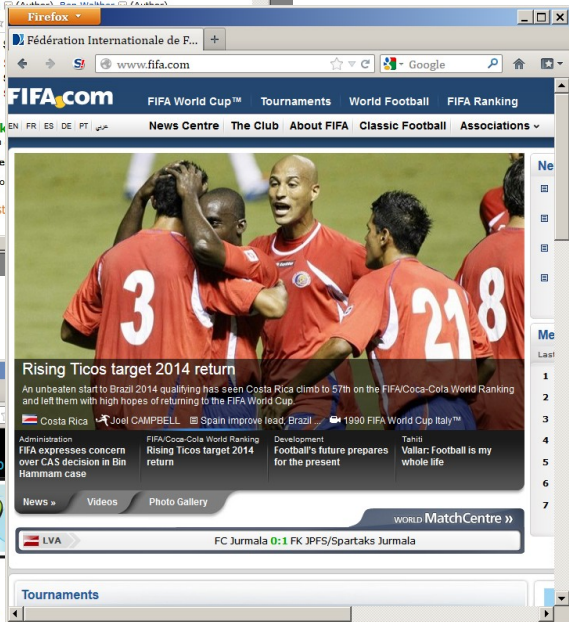 (Author) Ben Walther (Author)
Firefox
Fédération Internationale de F...
www.fifa.com
Google
FIFA.com
FIFA World Cup™ Tournaments World Football FIFA Ranking
EN FR ES DE PT عربي
News Centre The Club About FIFA Classic Football Associations
Ne
3
21
8
Rising Ticos target 2014 return
An unbeaten start to Brazil 2014 qualifying has seen Costa Rica climb to 57th on the FIFA/Coca-Cola World Ranking
and left them with high hopes of returning to the FIFA World Cup.
Costa Rica Joel CAMPBELL Spain improve lead, Brazil ... 1990 FIFA World Cup Italy™
Administration
FIFA expresses concern
over CAS decision in Bin
Hammam case
FIFA/Coca-Cola World Ranking
Rising Ticos target 2014
return
Development
Football's future prepares
for the present
Tahiti
Vallar: Football is my
whole life
News » Videos Photo Gallery
Me
Last
1
2
3
4
5
6
7
WORLD MatchCentre »
LVA FC Jurmala 0:1 FK JPFS/Spartaks Jurmala
Tournaments